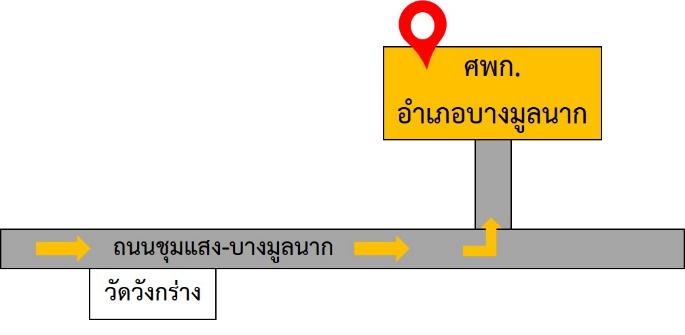 ศพก.
อำเภอบางมูลนาก
ถนนชุมแสง-บางมูลนาก
วัดวังกร่าง